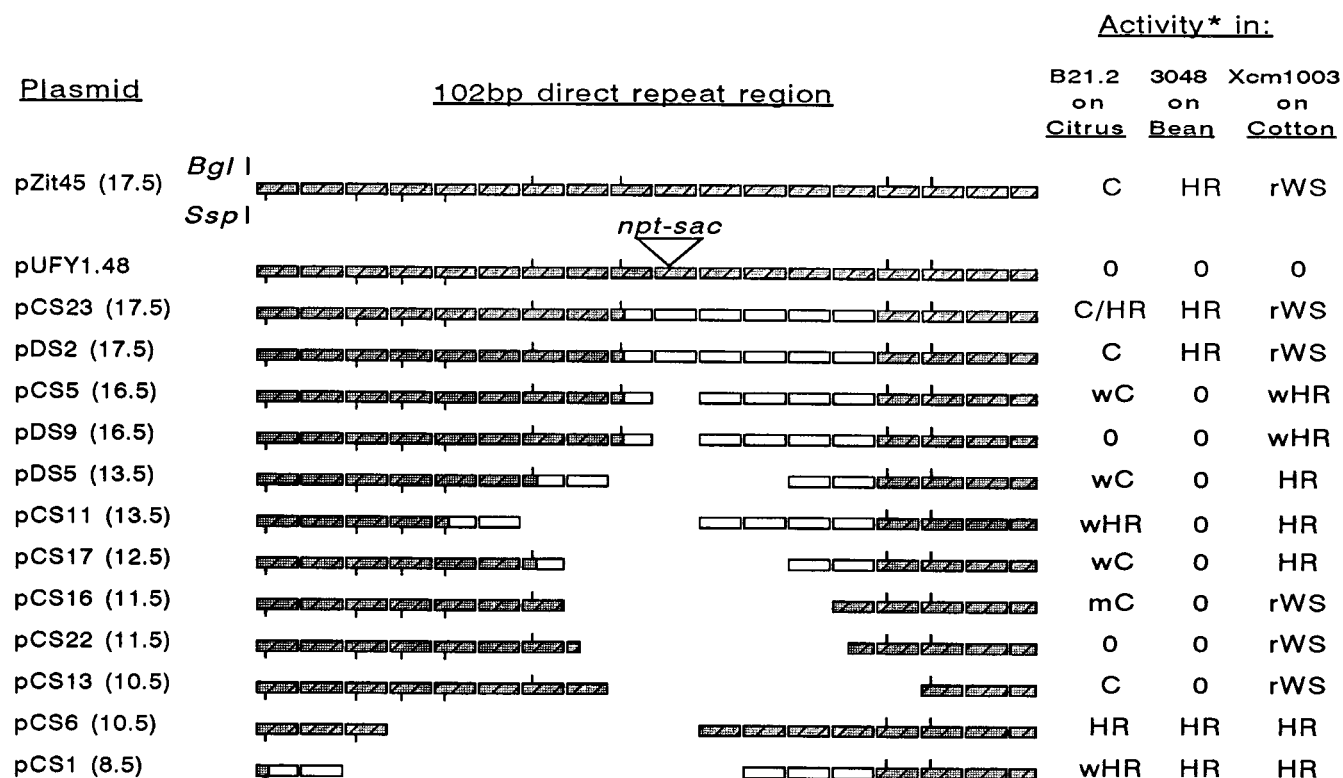 Activity* in:
Plasmid
102bp direct repeat region
B21.2 on Citrus
3048 on Bean
Xcm1003 on Cotton
Bgl I
pZit45 (17.5) C HR rWS
Ssp I
npt-sac
pUFY1.48 0 0 0
pCS23 (17.5) C/HR HR rWS
pDS2 (17.5) C HR rWS
pCS5 (16.5) wC 0 wHR
pDS9 (16.5) 0 0 wHR
pDS5 (13.5) wC 0 HR
pCS11 (13.5) wHR 0 HR
pCS17 (12.5) wC 0 HR
pCS16 (11.5) mC 0 rWS
pCS22 (11.5) 0 0 rWS
pCS13 (10.5) C 0 rWS
pCS6 (10.5) HR HR HR
pCS1 (8.5) wHR HR HR